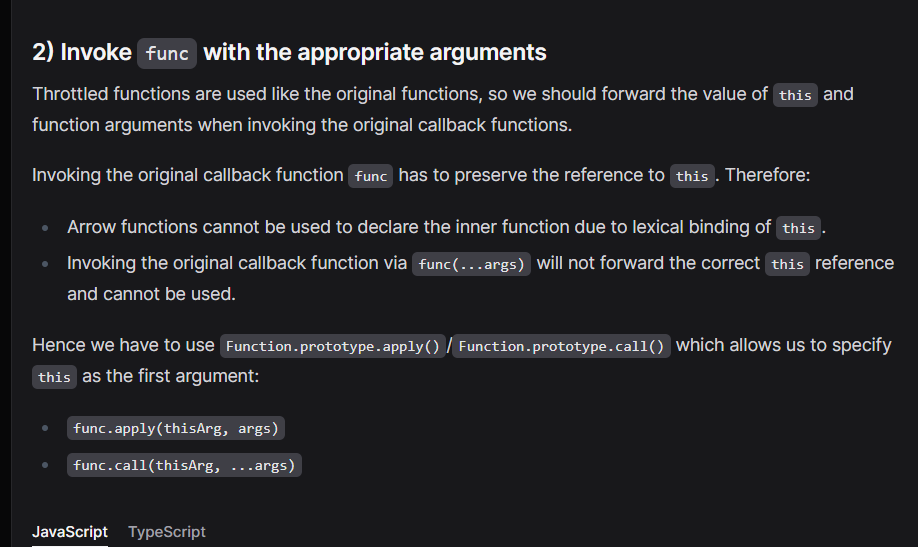 2) Invoke func with the appropriate arguments
Throttled functions are used like the original functions, so we should forward the value of this and
function arguments when invoking the original callback functions.
Invoking the original callback function func has to preserve the reference to this. Therefore:
Arrow functions cannot be used to declare the inner function due to lexical binding of this.
Invoking the original callback function via func(...args) will not forward the correct this reference
and cannot be used.
Hence we have to use Function.prototype.apply()/Function.prototype.call() which allows us to specify
this as the first argument:
func.apply(thisArg, args)
func.call(thisArg, ...args)
JavaScript TypeScript